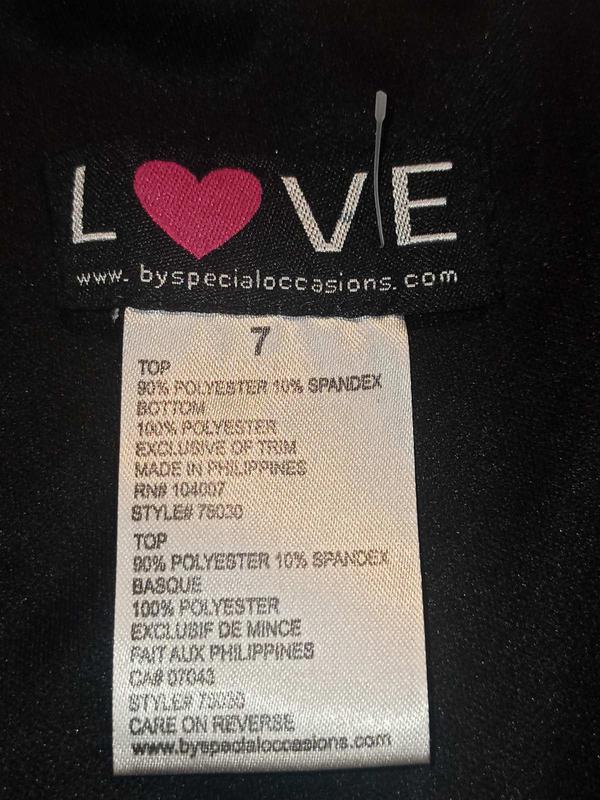 L❤VE
www.byspecialoccasions.com
7
TOP
90% POLYESTER 10% SPANDEX
BOTTOM
100% POLYESTER
EXCLUSIVE OF TRIM
MADE IN PHILIPPINES
RN# 104007
STYLE# 75030
TOP
90% POLYESTER 10% SPANDEX
BASQUE
100% POLYESTER
EXCLUSIF DE MINCE
FAIT AUX PHILIPPINES
CA# 07043
STYLE#
CARE ON REVERSE
www.byspecialoccasions.com